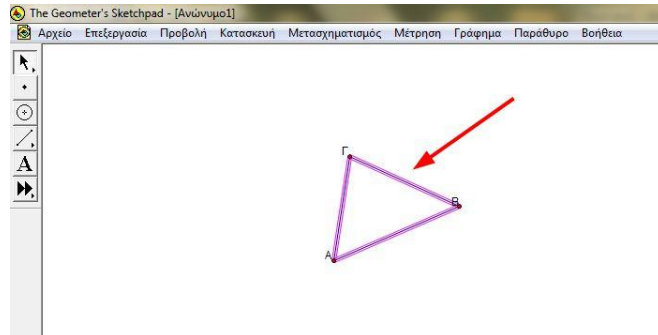 The Geometer's Sketchpad - [Ανώνυμο1]
Αρχείο Επεξεργασία Προβολή Κατασκευή Μετασχηματισμός Μέτρηση Γράφημα Παράθυρο Βοήθεια
A
Γ
B
A